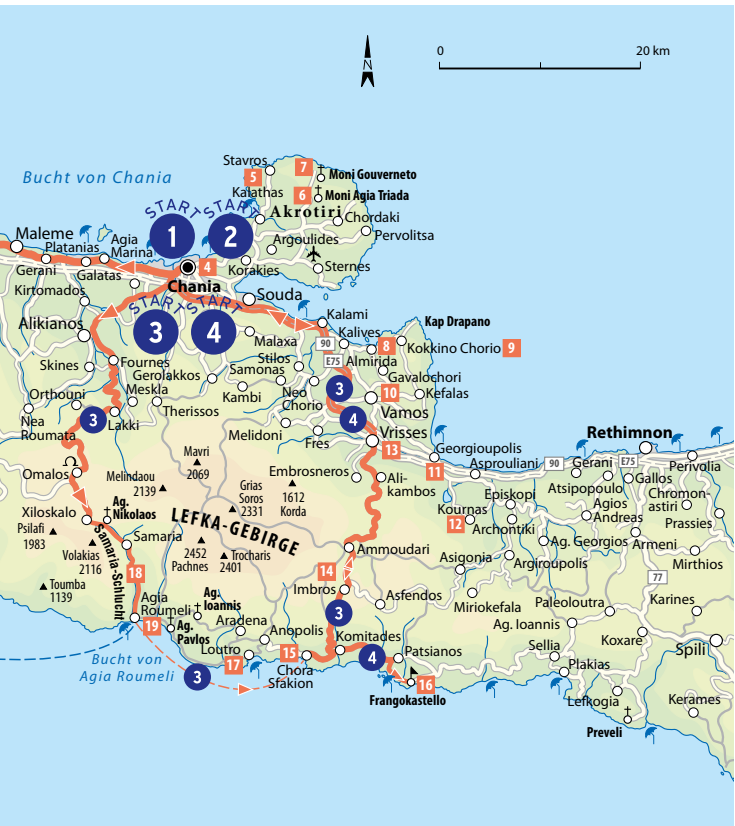 0
20 km
N
Bucht von Chania
Stavros
5
7
Moni Gouverneto
Kalathas
6
Moni Agia Triada
Akrotiri
Chordaki
Pervolitsa
Argoulides
Sternes
Korakies
START
1
START
2
Maleme
Platanias
Agia
Marina
Gerani
Galatas
4
Chania
Kirtomados
Souda
START
3
START
4
Alikianos
Kalami
Malaxa
Kalives
90
E75
Kap Drapano
8
Kokkino Chorio
9
Almirida
Stilos
Skines
Fournes
Gerolakkos
Samonas
Gavalochori
Orthouni
Meskla
Kambi
Neo
Chorio
3
10
Kefalas
Nea
Roumata
3
Lakki
Therissos
Vamos
4
Melidoni
Fres
Vrisses
13
Rethimnon
Georgioupolis
11
Asprouliani
90
Gerani
E75
Perivolia
Omalos
Mavri
2069
Melindaou
2139
Embrosneros
Ali-
kambos
Atsipopoulo
Gallos
Grias
Soros
2331
1612
Korda
Episkopi
Chromon-
astiri
Kournas
12
Agios
Andreas
Ag.
Nikolaos
Archontiki
Prassies
Xiloskalo
Psilafi
1983
LEFKA-GEBIRGE
Samaria
Samaria-Schlucht
Volakias
2116
2452
Pachnes
Trocharis
2401
Ammoudari
Ag. Georgios
Armeni
Asigonia
Argiroupolis
Mirthios
77
Toumba
1139
18
14
Imbros
Asfendos
Miriokefala
Paleoloutra
Karines
Agia
Roumeli
Ag.
Ioannis
3
19
Ag.
Pavlos
Aradena
Anopolis
Komitades
Ag. Ioannis
Koxare
Loutro
17
15
4
Patsianos
Sellia
Spili
Bucht von
Agia Roumeli
3
Chora
Sfakion
16
Plakias
Frangokastello
Lefkogia
Kerames
Preveli